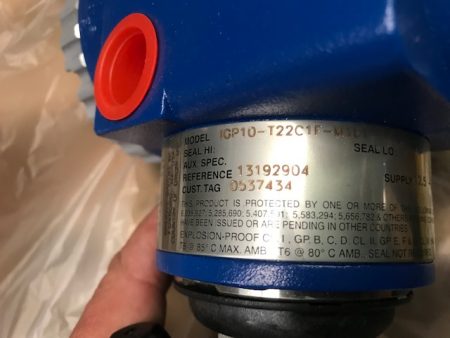 MODEL IGP10-T22C1F-M1L1
SEAL HI: SEAL LO:
AUX. SPEC.
REFERENCE 13192904 SUPPLY 12.5
CUST. TAG 0537434
THIS PRODUCT IS PROTECTED BY ONE OR MORE OF THE
5,285,690; 5,583,294; 5,656,782 & OTHERS
HAVE BEEN ISSUED OR ARE PENDING IN OTHER COUNTRIES
EXPLOSION-PROOF CL. I, GP. B, C, D CL. II, GP. E, F
@ 85°C MAX. AMB. T6 @ 80°C AMB., SEAL NOT